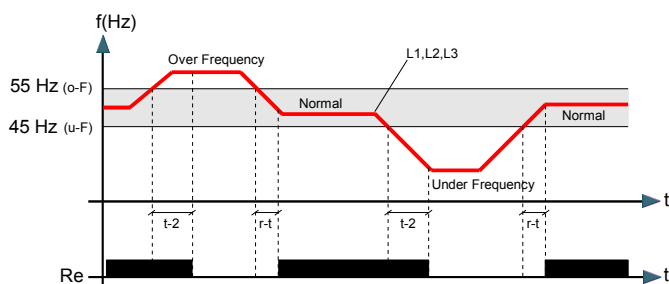 f(Hz)
Over Frequency
L1,L2,L3
55 Hz (o-F)
Normal
Normal
45 Hz (u-F)
Under Frequency
t
t-2
r-t
t-2
r-t
Re
t